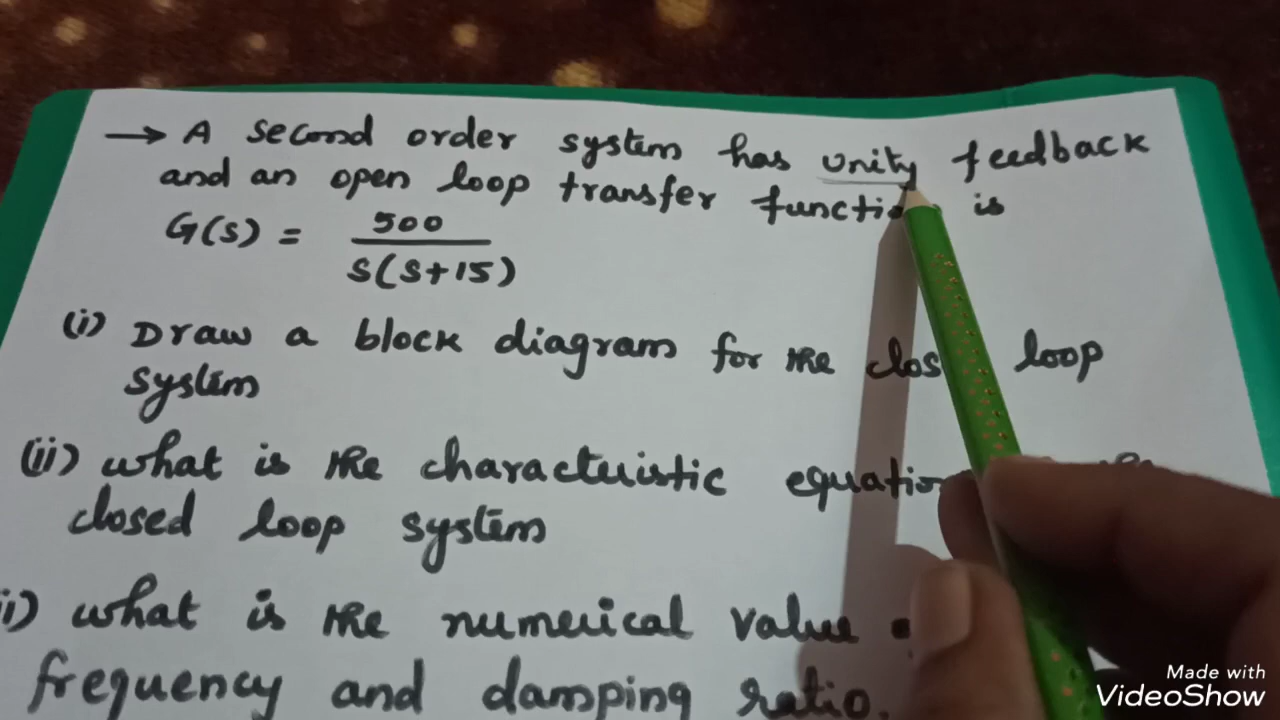 → A second order system has unity feedback
and an open loop transfer functio is
G(s) = 500
s(s+15)
(i) Draw a block diagram for the clos loop
system
(ii) what is the characteristic equatio
closed loop system
i) what is the numerical value
frequency and damping ratio.
Made with
VideoShow